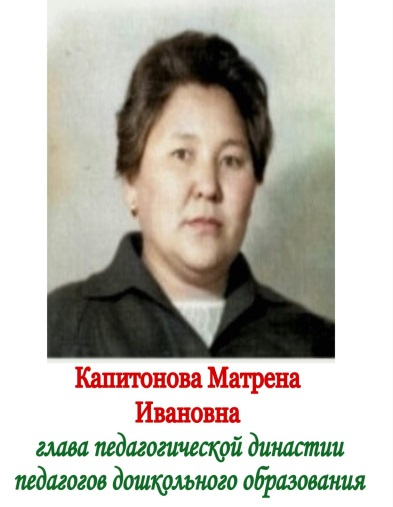 Капитонова Матрена
Ивановна
глава педагогической династии
педагогов дошкольного образования